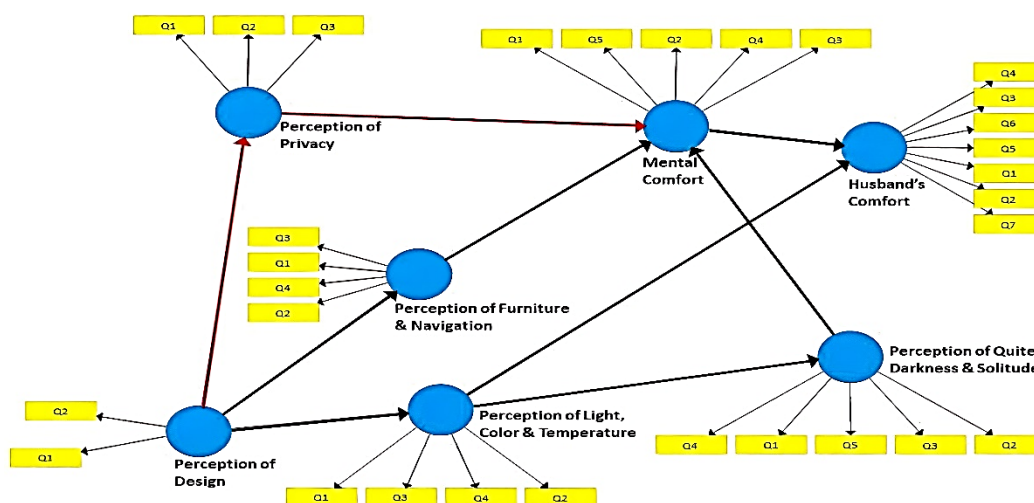 Q1
Q2
Q3
Perception of
Privacy
Q1
Q5
Q2
Q4
Q3
Mental
Comfort
Q4
Q3
Q6
Q5
Q1
Q2
Q7
Husband's
Comfort
Q3
Q1
Q4
Q2
Perception of Furniture
& Navigation
Perception of Quite
Darkness & Solitude
Q4
Q1
Q5
Q3
Q2
Q2
Q1
Perception of
Design
Perception of Light,
Color & Temperature
Q1
Q3
Q4
Q2